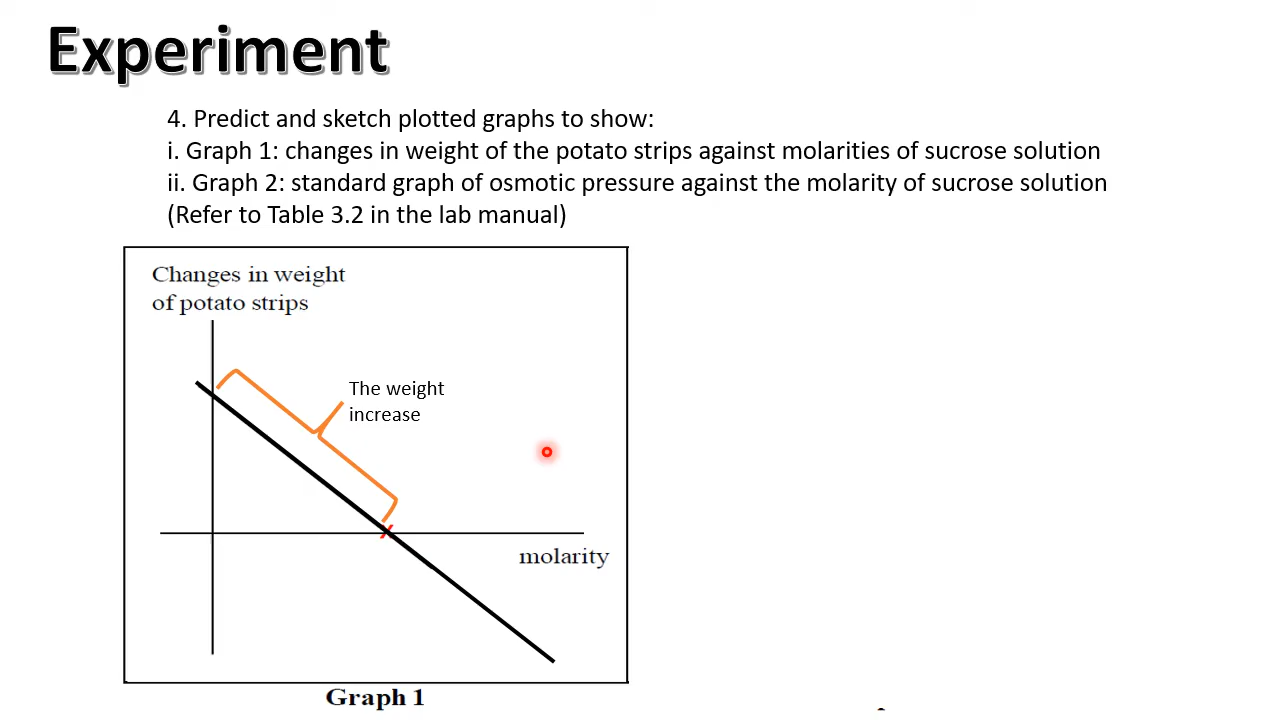 Experiment
4. Predict and sketch plotted graphs to show:
i. Graph 1: changes in weight of the potato strips against molarities of sucrose solution
ii. Graph 2: standard graph of osmotic pressure against the molarity of sucrose solution
(Refer to Table 3.2 in the lab manual)
Changes in weight
of potato strips
The weight
increase
molarity
Graph 1